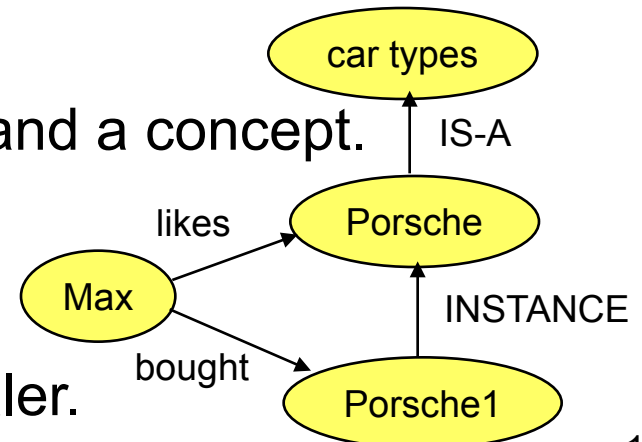 car types
and a concept.
IS-A
likes
Porsche
Max
INSTANCE
bought
ler.
Porsche1